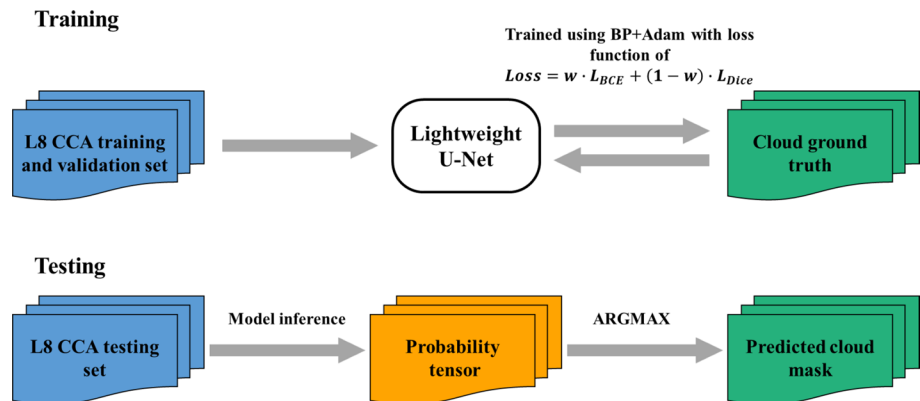 Training
Trained using BP+Adam with loss
function of
Loss = w · L_BCE + (1 − w) · L_Dice
L8 CCA training
and validation set
Lightweight
U-Net
Cloud ground
truth
Testing
L8 CCA testing
set
Model inference
Probability
tensor
ARGMAX
Predicted cloud
mask